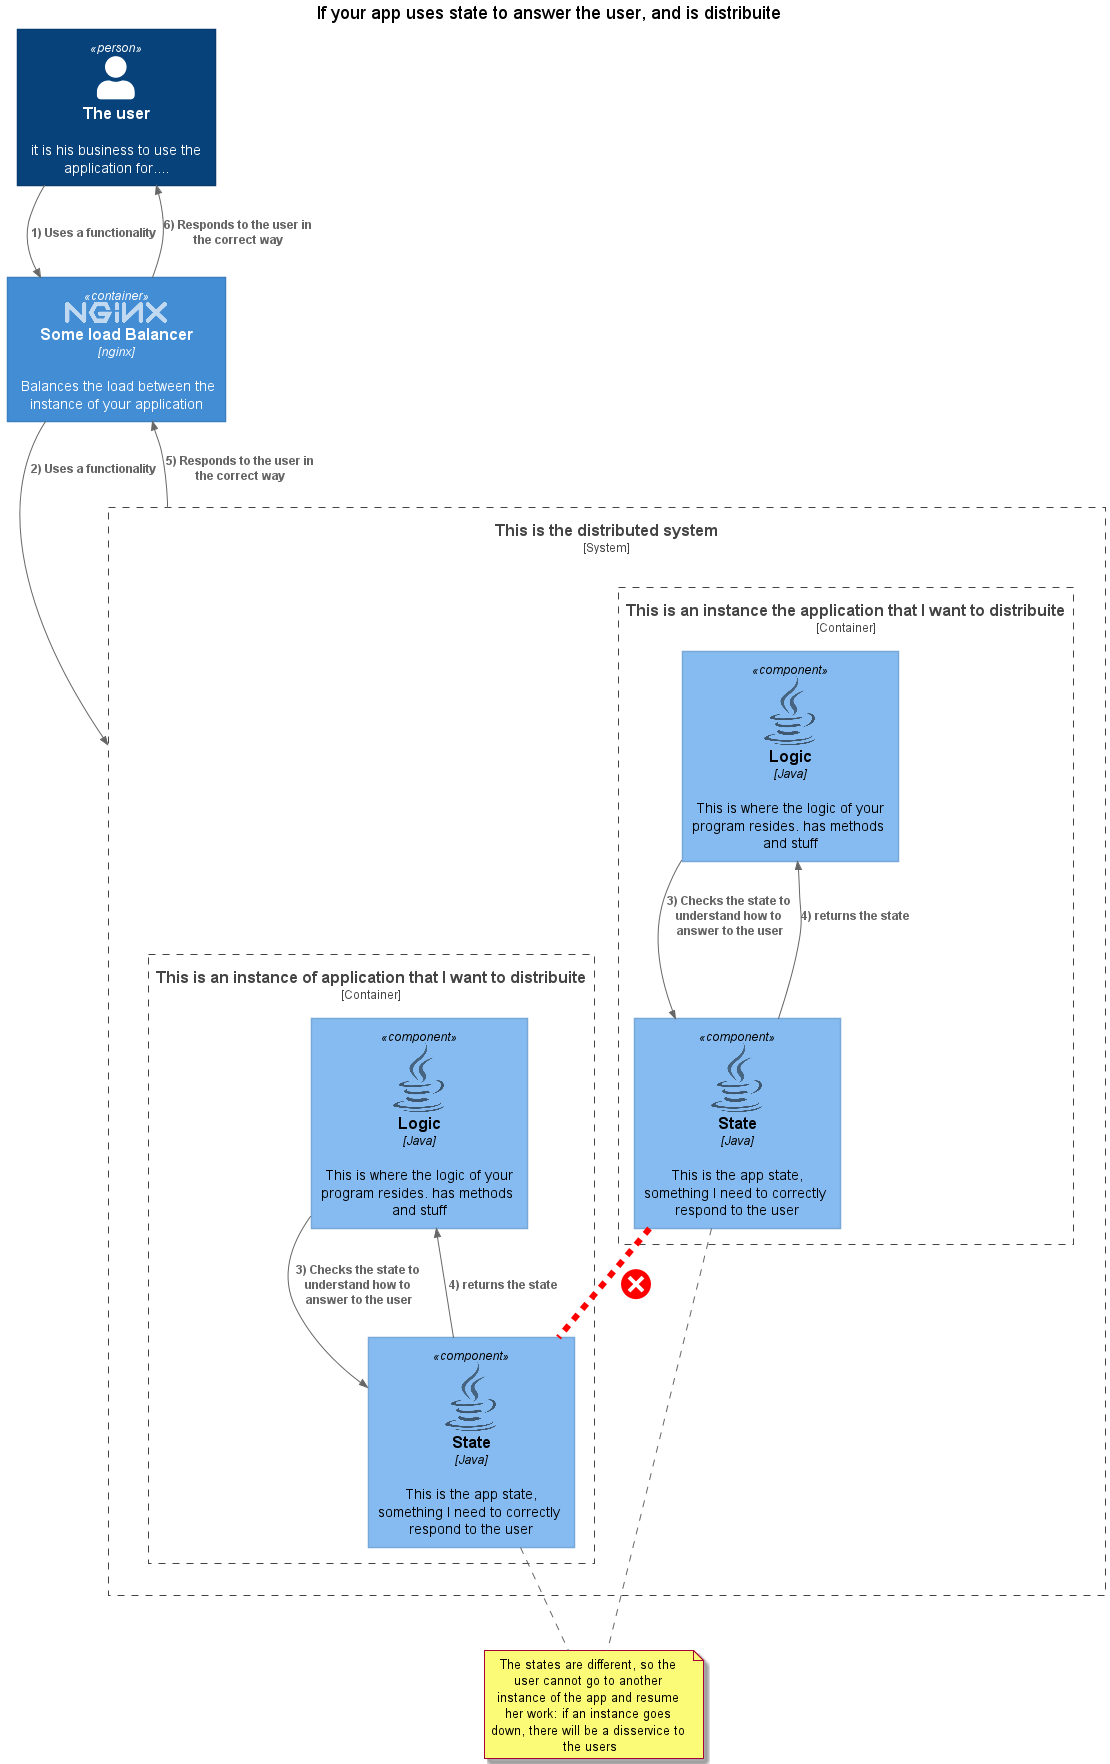 If your app uses state to answer the user, and is distribuite
«person»
The user
it is his business to use the
application for....
1) Uses a functionality
6) Responds to the user in
the correct way
«container»
NGINX
Some load Balancer
[nginx]
Balances the load between the
instance of your application
2) Uses a functionality
5) Responds to the user in
the correct way
This is the distributed system
[System]
This is an instance the application that I want to distribuite
[Container]
«component»
Logic
[Java]
This is where the logic of your
program resides. has methods
and stuff
3) Checks the state to
understand how to
answer to the user
4) returns the state
This is an instance of application that I want to distribuite
[Container]
«component»
Logic
[Java]
This is where the logic of your
program resides. has methods
and stuff
«component»
State
[Java]
This is the app state,
something I need to correctly
respond to the user
3) Checks the state to
understand how to
answer to the user
4) returns the state
«component»
State
[Java]
This is the app state,
something I need to correctly
respond to the user
The states are different, so the
user cannot go to another
instance of the app and resume
her work: if an instance goes
down, there will be a disservice to
the users